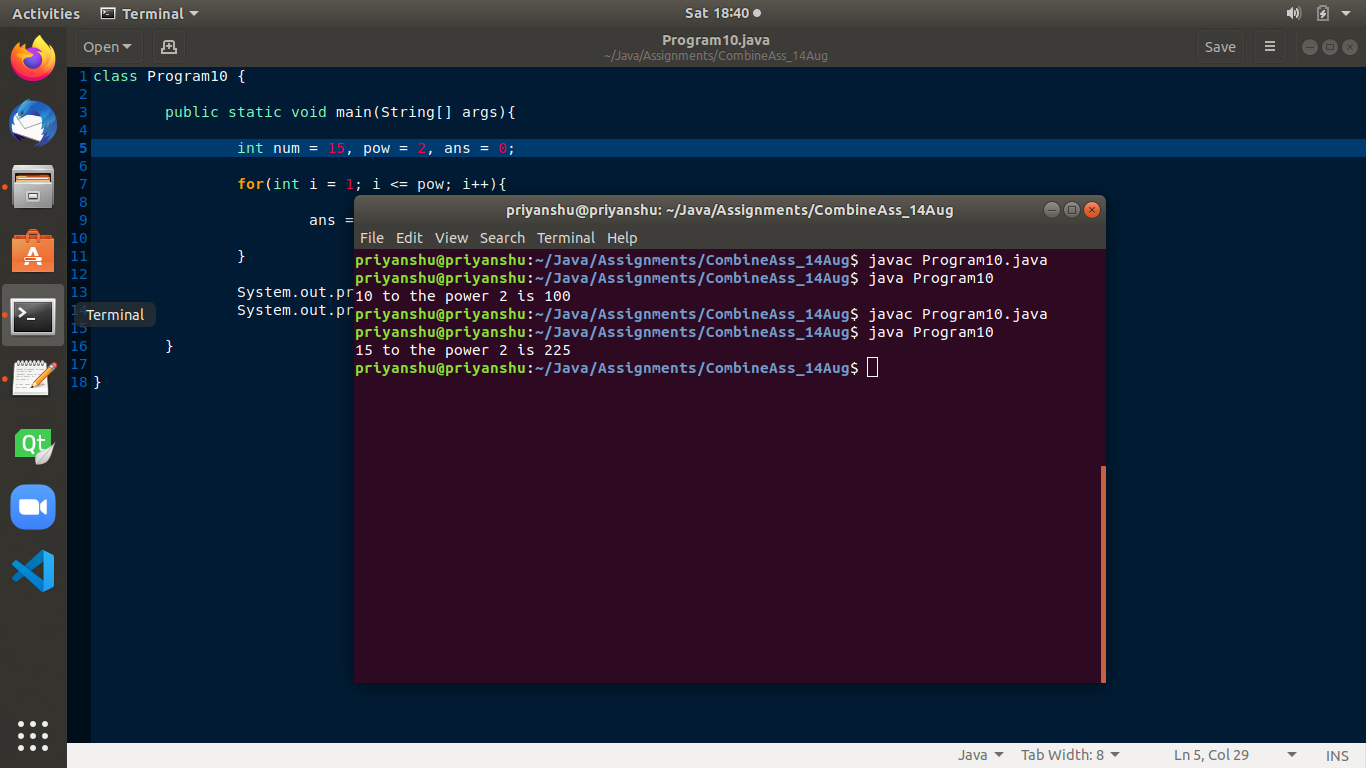 Activities Terminal Sat 18:40
Open Program10.java Save
~/Java/Assignments/CombineAss_14Aug
1 class Program10 {
2
3 public static void main(String[] args){
4
5 int num = 15, pow = 2, ans = 0;
6
7 for(int i = 1; i <= pow; i++){
8
9 ans =
10
11 }
12
13 System.out.pr
14 System.out.pr
15
16 }
17
18 }
Terminal
priyanshu@priyanshu: ~/Java/Assignments/CombineAss_14Aug
File Edit View Search Terminal Help
priyanshu@priyanshu:~/Java/Assignments/CombineAss_14Aug$ javac Program10.java
priyanshu@priyanshu:~/Java/Assignments/CombineAss_14Aug$ java Program10
10 to the power 2 is 100
priyanshu@priyanshu:~/Java/Assignments/CombineAss_14Aug$ javac Program10.java
priyanshu@priyanshu:~/Java/Assignments/CombineAss_14Aug$ java Program10
15 to the power 2 is 225
priyanshu@priyanshu:~/Java/Assignments/CombineAss_14Aug$
Qt
Java Tab Width: 8 Ln 5, Col 29 INS